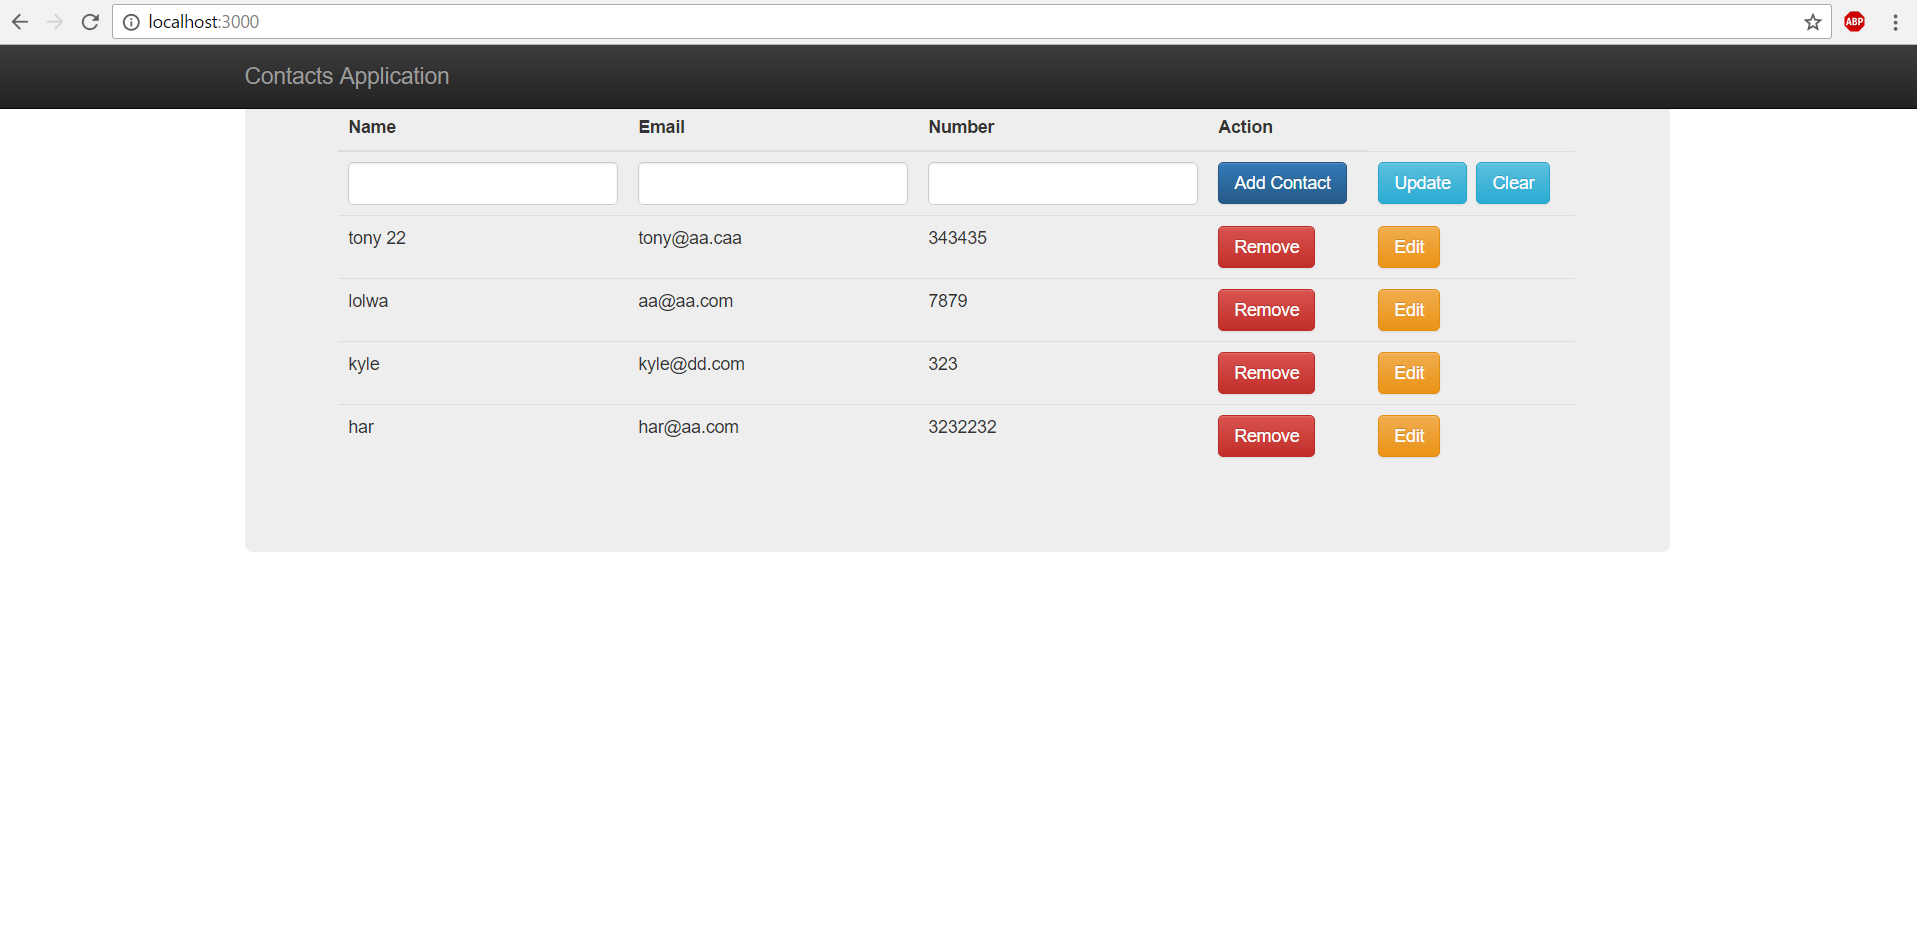 localhost:3000
ABP
Contacts Application
Name Email Number Action
Add Contact Update Clear
tony 22 tony@aa.caa 343435 Remove Edit
lolwa aa@aa.com 7879 Remove Edit
kyle kyle@dd.com 323 Remove Edit
har har@aa.com 3232232 Remove Edit